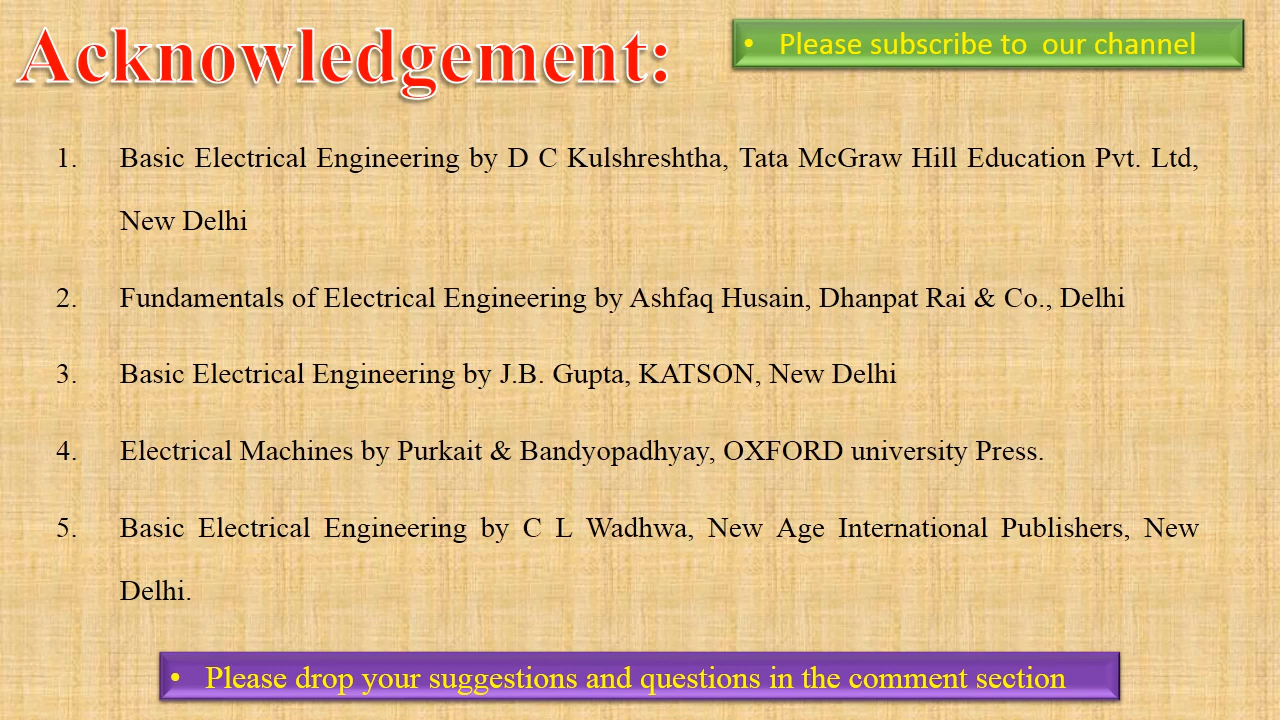 Acknowledgement:
• Please subscribe to our channel
1. Basic Electrical Engineering by D C Kulshreshtha, Tata McGraw Hill Education Pvt. Ltd,
New Delhi
2. Fundamentals of Electrical Engineering by Ashfaq Husain, Dhanpat Rai & Co., Delhi
3. Basic Electrical Engineering by J.B. Gupta, KATSON, New Delhi
4. Electrical Machines by Purkait & Bandyopadhyay, OXFORD university Press.
5. Basic Electrical Engineering by C L Wadhwa, New Age International Publishers, New
Delhi.
• Please drop your suggestions and questions in the comment section